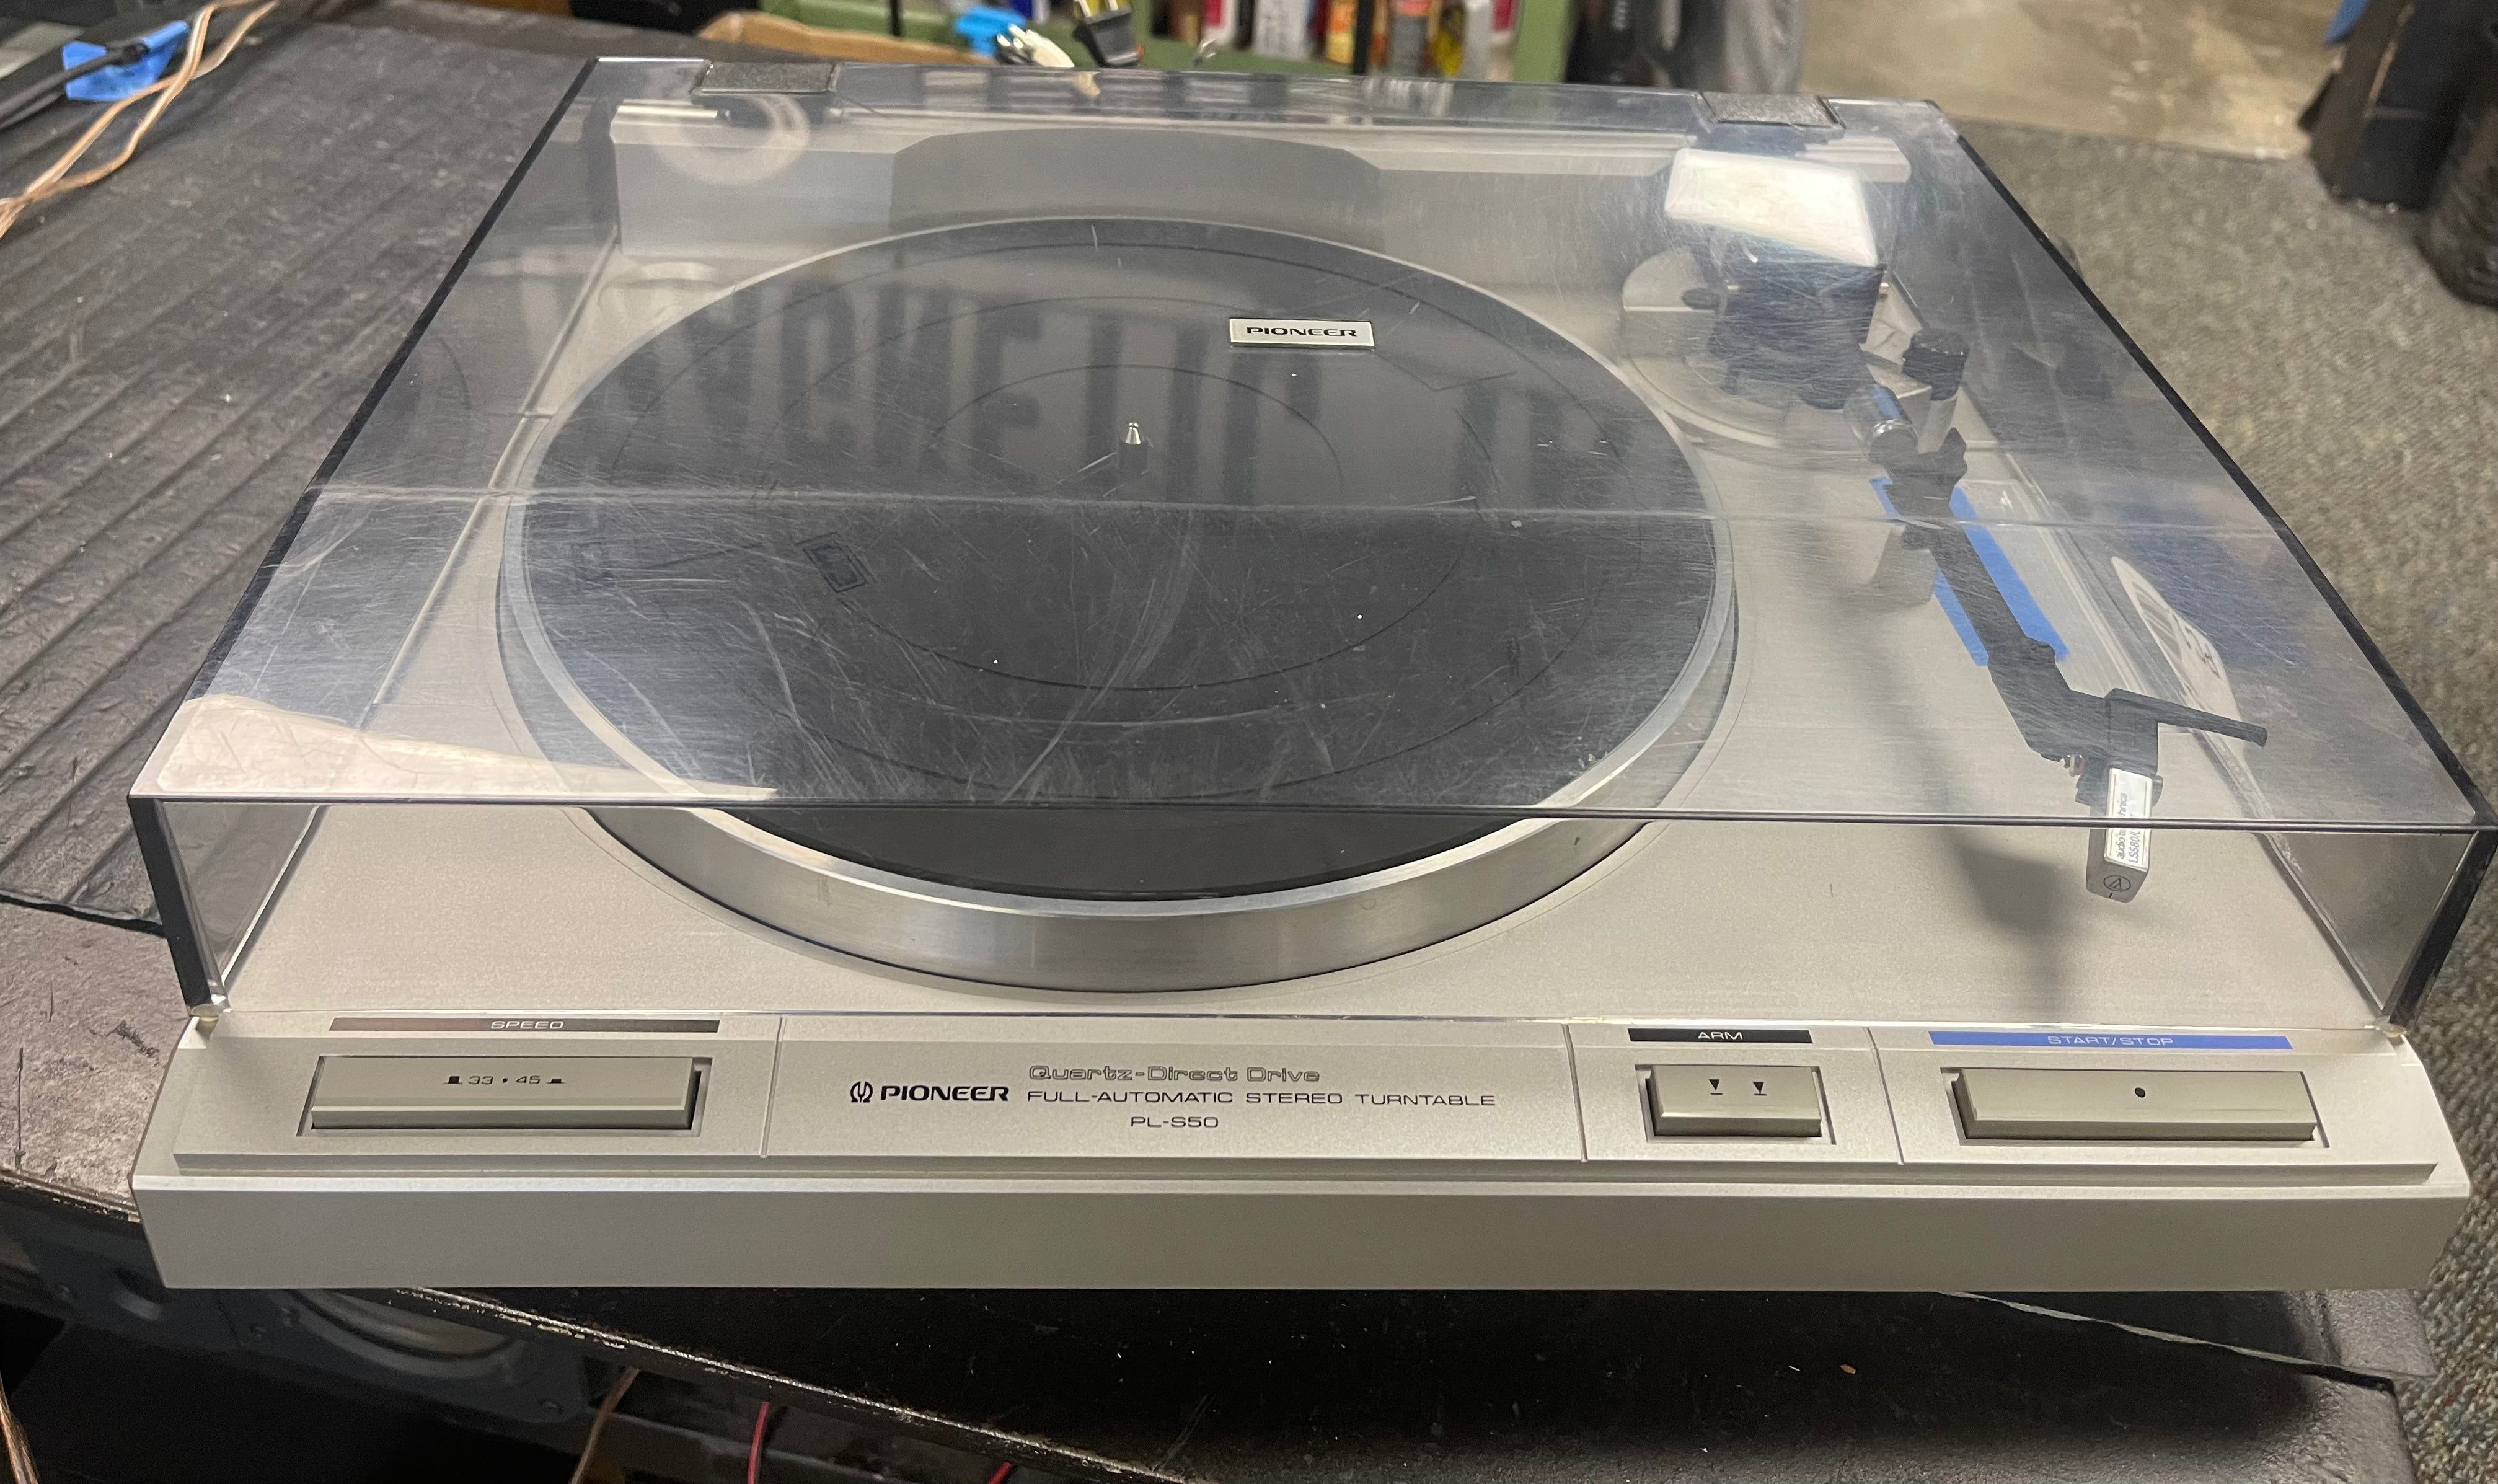 PIONEER
audio-technica
SPEED
33 • 45
PIONEER
Quartz-Direct Drive
FULL-AUTOMATIC STEREO TURNTABLE
PL-S50
ARM
START/STOP